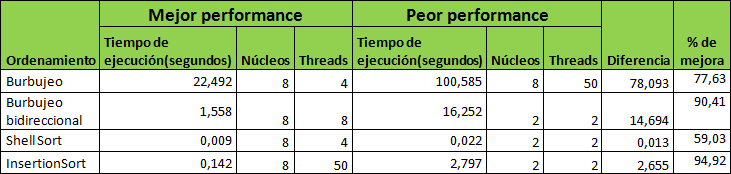 Mejor performance Peor performance
Ordenamiento Tiempo de ejecución(segundos) Núcleos Threads Tiempo de ejecución(segundos) Núcleos Threads Diferencia % de mejora
Burbujeo 22,492 8 4 100,585 8 50 78,093 77,63
Burbujeo bidireccional 1,558 8 8 16,252 2 2 14,694 90,41
ShellSort 0,009 8 4 0,022 2 2 0,013 59,03
InsertionSort 0,142 8 50 2,797 2 2 2,655 94,92